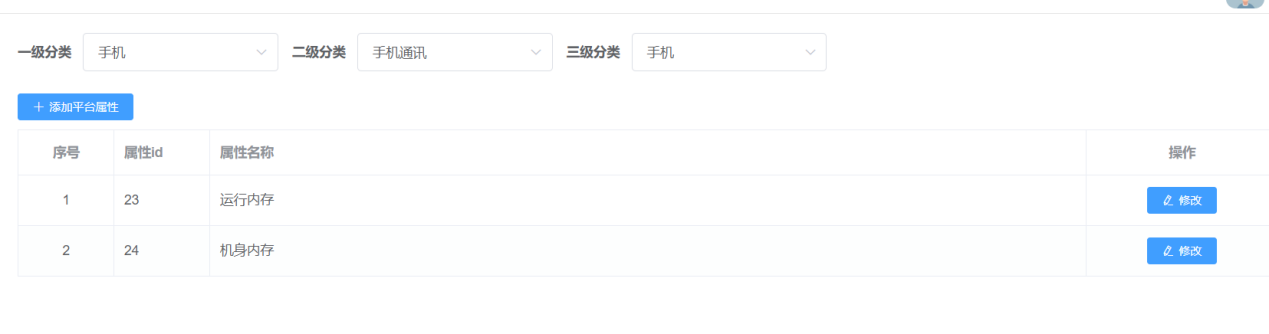 一级分类 手机 二级分类 手机通讯 三级分类 手机
+ 添加平台属性
序号 属性id 属性名称 操作
1 23 运行内存 修改
2 24 机身内存 修改